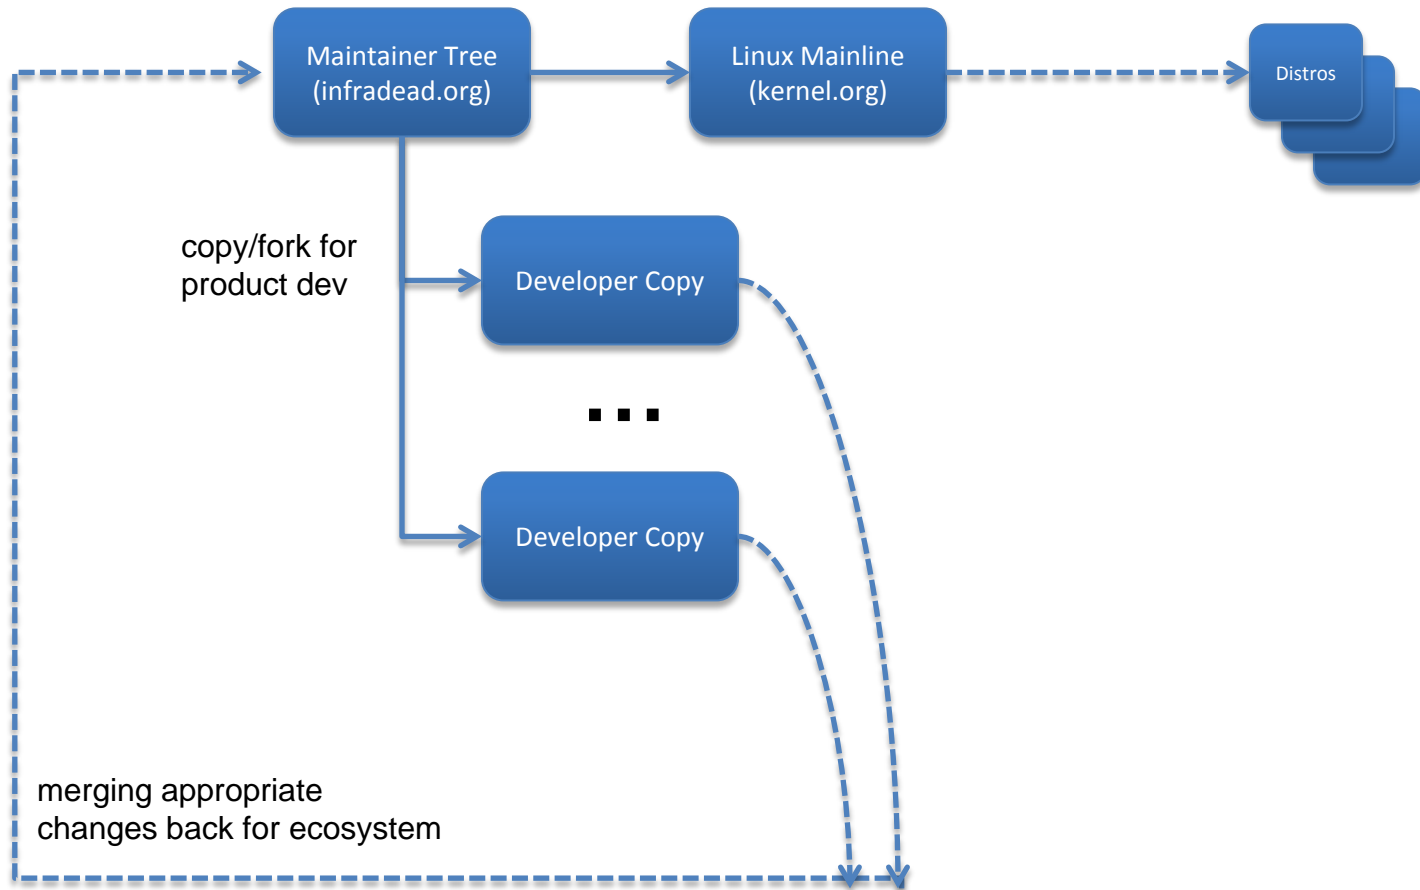 Maintainer Tree
(infradead.org)
Linux Mainline
(kernel.org)
Distros
copy/fork for
product dev
Developer Copy
...
Developer Copy
merging appropriate
changes back for ecosystem